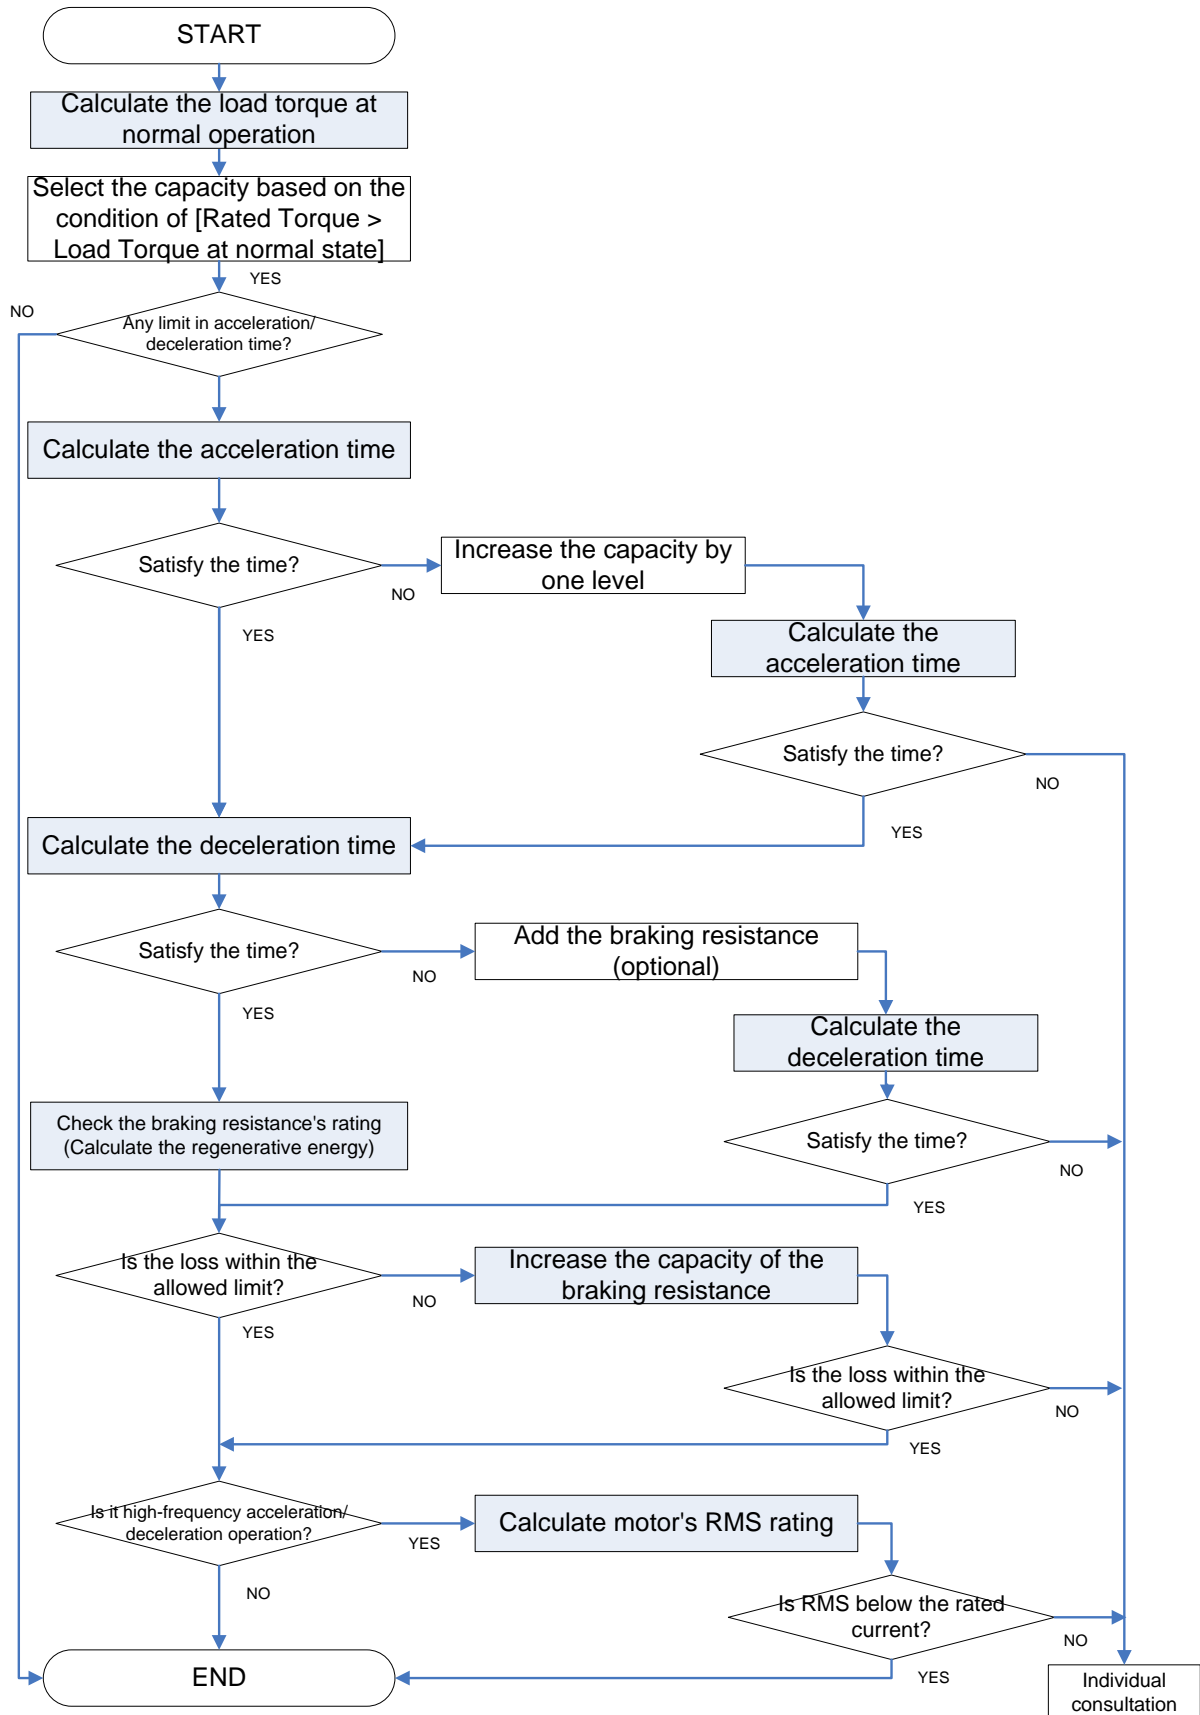 START
Calculate the load torque at
normal operation
Select the capacity based on the
condition of [Rated Torque >
Load Torque at normal state]
YES
NO
Any limit in acceleration/
deceleration time?
Calculate the acceleration time
Satisfy the time?
NO
Increase the capacity by
one level
YES
Calculate the
acceleration time
Satisfy the time?
NO
YES
Calculate the deceleration time
Satisfy the time?
NO
Add the braking resistance
(optional)
YES
Calculate the
deceleration time
Check the braking resistance's rating
(Calculate the regenerative energy)
Satisfy the time?
NO
YES
Is the loss within the
allowed limit?
NO
Increase the capacity of the
braking resistance
YES
Is the loss within the
allowed limit?
NO
YES
Is it high-frequency acceleration/
deceleration operation?
YES
Calculate motor's RMS rating
NO
Is RMS below the rated
current?
NO
YES
END
Individual
consultation